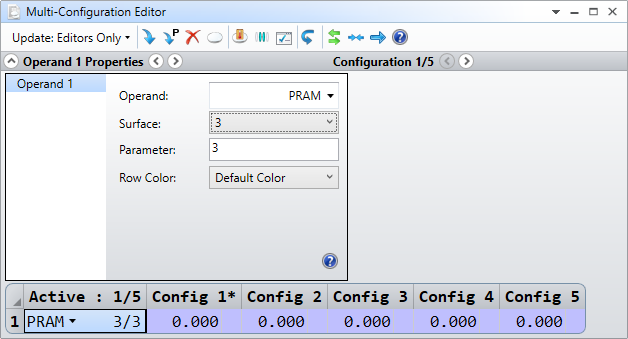 Multi-Configuration Editor
Update: Editors Only
P
?
Operand 1 Properties
Configuration 1/5
Operand 1
Operand: PRAM
Surface: 3
Parameter: 3
Row Color: Default Color
?
Active : 1/5 Config 1* Config 2 Config 3 Config 4 Config 5
1 PRAM 3/3 0.000 0.000 0.000 0.000 0.000